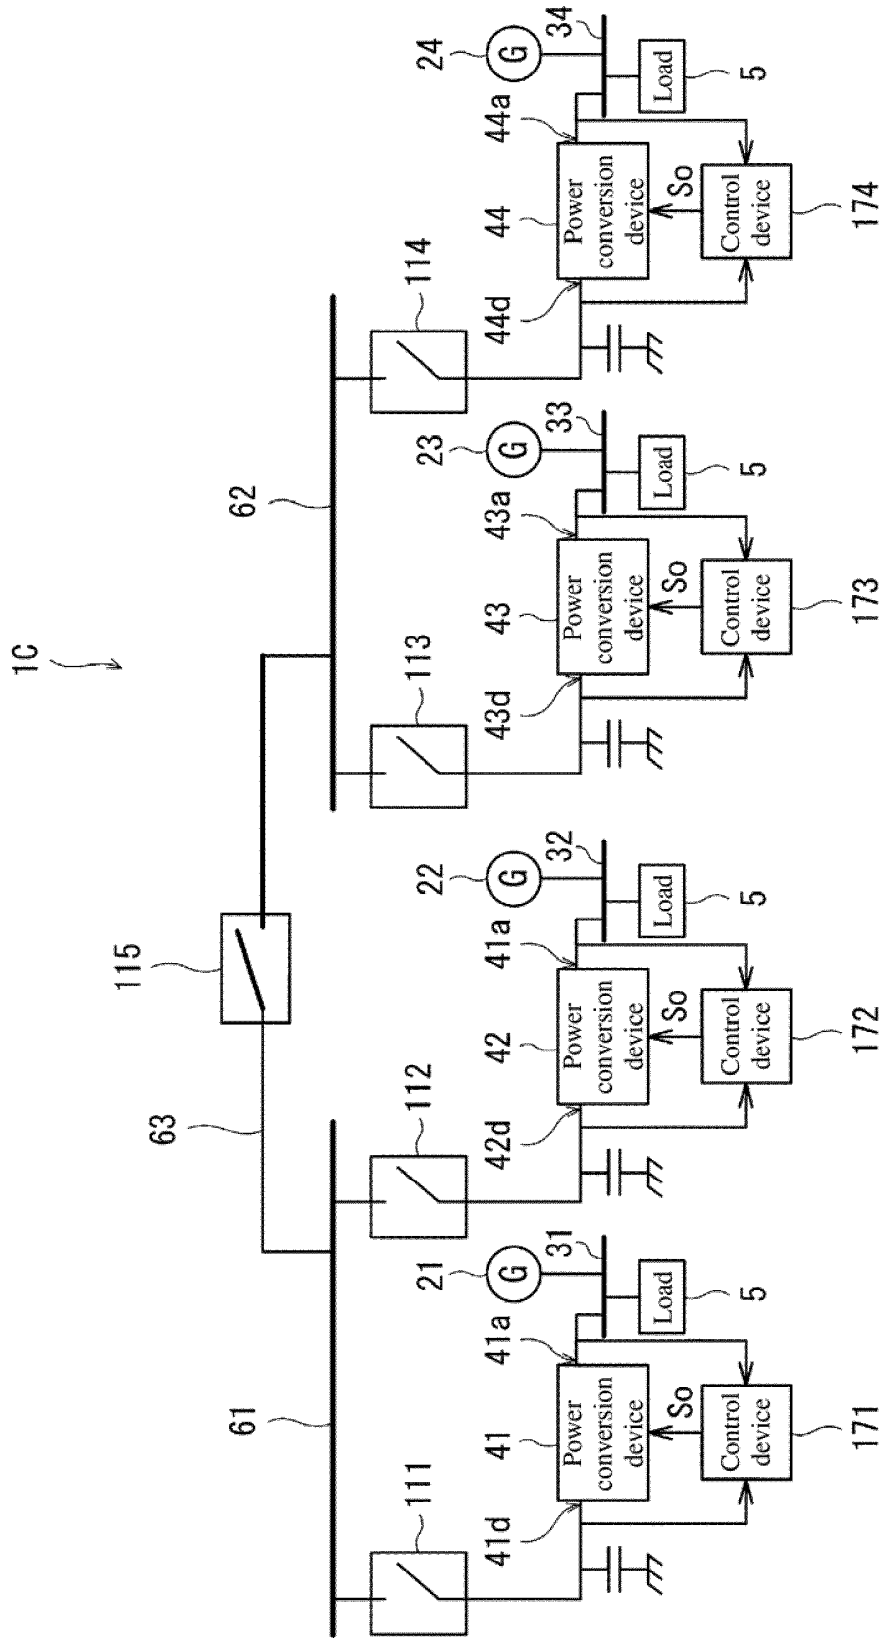 1C
115
63
61
62
111
112
113
114
21
G
31
41d
41
41a
Power
conversion
device
Load
5
So
Control
device
171
22
G
32
42d
42
41a
Power
conversion
device
Load
5
So
Control
device
172
23
G
33
43d
43
43a
Power
conversion
device
Load
5
So
Control
device
173
24
G
34
44d
44
44a
Power
conversion
device
Load
5
So
Control
device
174